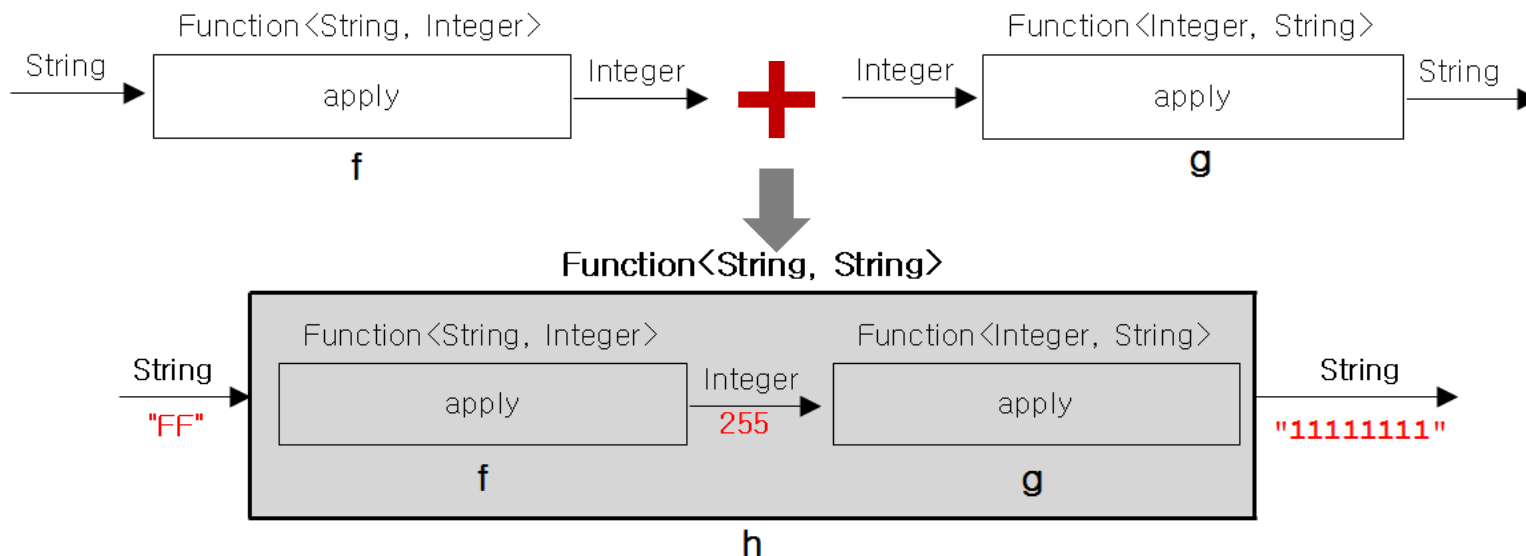 Function<String, Integer>
Function<Integer, String>
String
apply
Integer
Integer
apply
String
f
g
Function<String, String>
Function<String, Integer>
Function<Integer, String>
String
apply
Integer
apply
String
"FF"
255
"11111111"
f
g
h